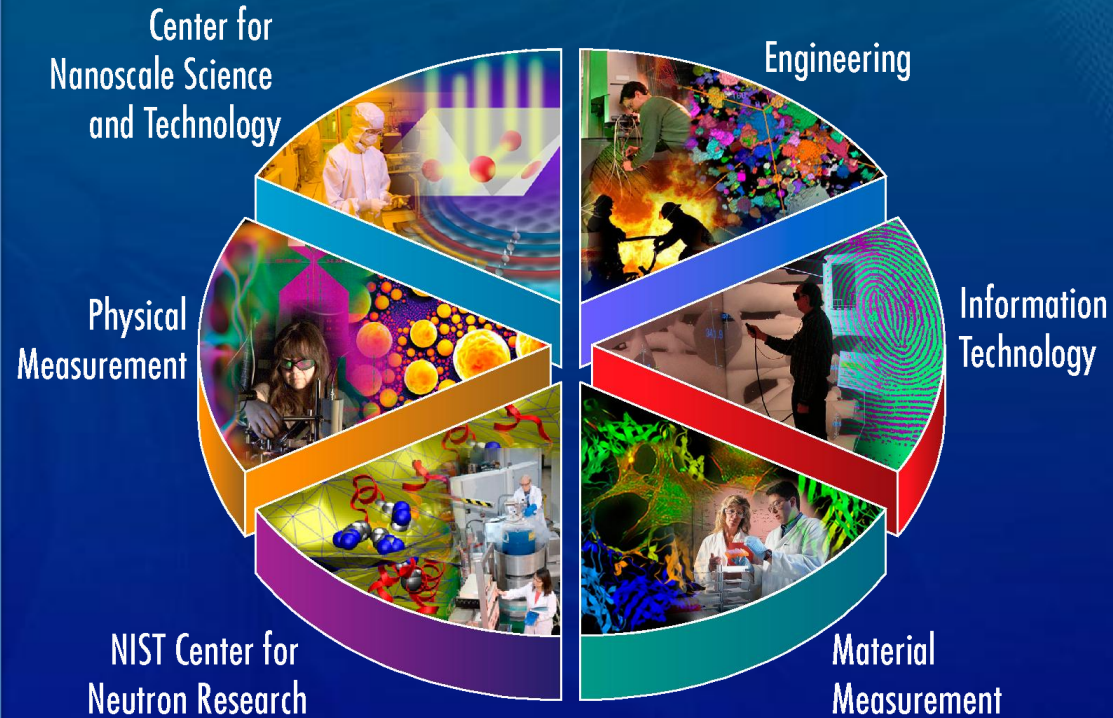 Center for
Nanoscale Science
and Technology
Engineering
Physical
Measurement
Information
Technology
NIST Center for
Neutron Research
Material
Measurement